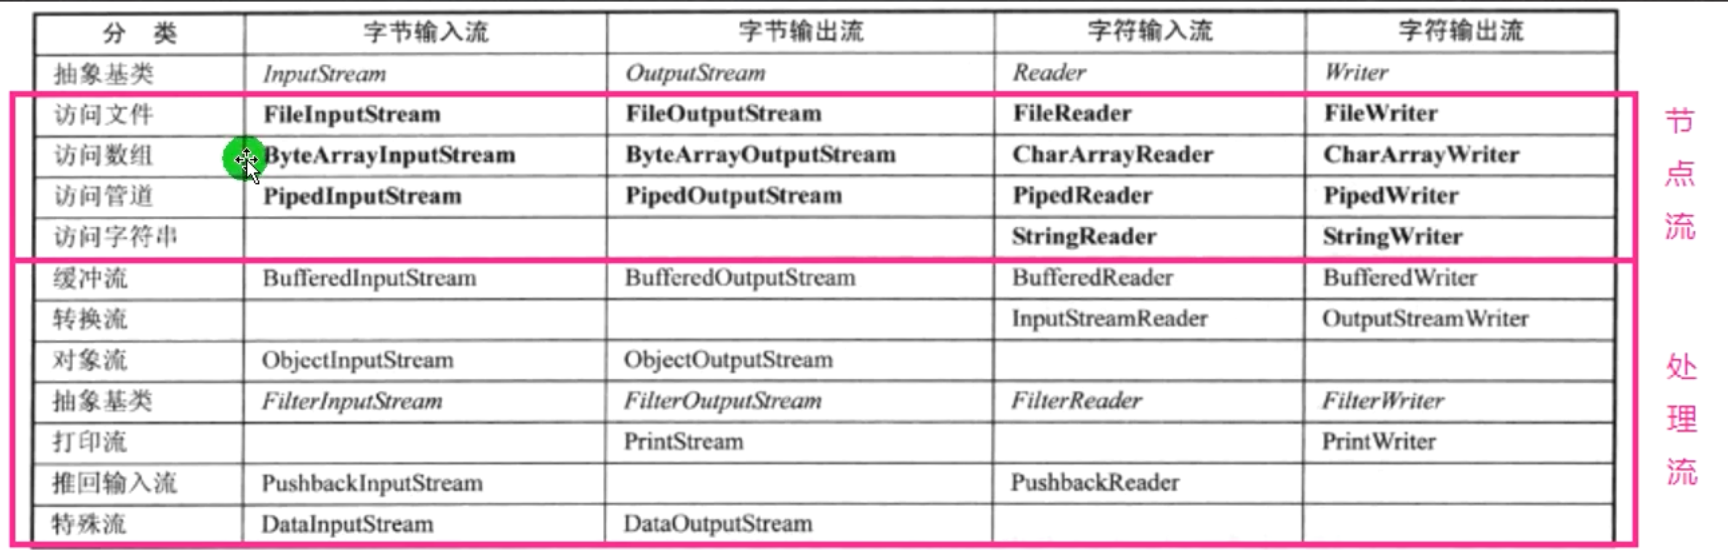 分 类 字节输入流 字节输出流 字符输入流 字符输出流
抽象基类 InputStream OutputStream Reader Writer
访问文件 FileInputStream FileOutputStream FileReader FileWriter
访问数组 ByteArrayInputStream ByteArrayOutputStream CharArrayReader CharArrayWriter
访问管道 PipedInputStream PipedOutputStream PipedReader PipedWriter
访问字符串 StringReader StringWriter
缓冲流 BufferedInputStream BufferedOutputStream BufferedReader BufferedWriter
转换流 InputStreamReader OutputStreamWriter
对象流 ObjectInputStream ObjectOutputStream
抽象基类 FilterInputStream FilterOutputStream FilterReader FilterWriter
打印流 PrintStream PrintWriter
推回输入流 PushbackInputStream PushbackReader
特殊流 DataInputStream DataOutputStream
节点流
处理流